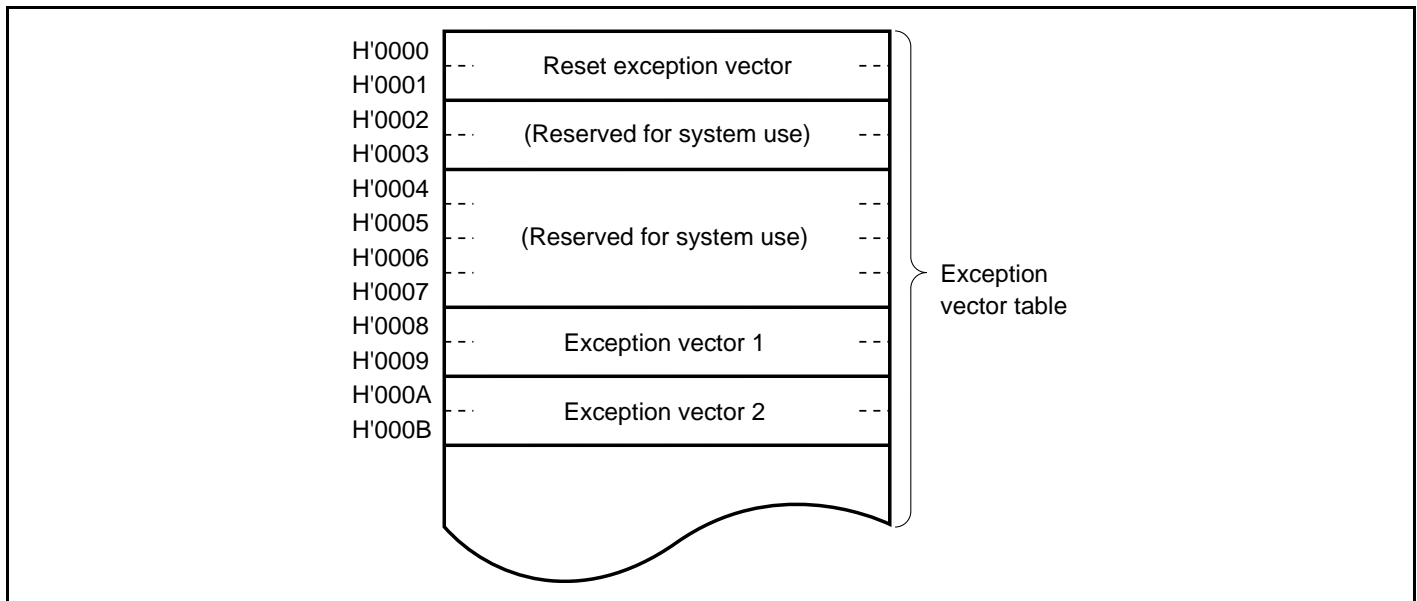 H'0000
Reset exception vector
H'0001
H'0002
(Reserved for system use)
H'0003
H'0004
H'0005
(Reserved for system use)
H'0006
H'0007
H'0008
Exception vector 1
H'0009
H'000A
Exception vector 2
H'000B
Exception
vector table